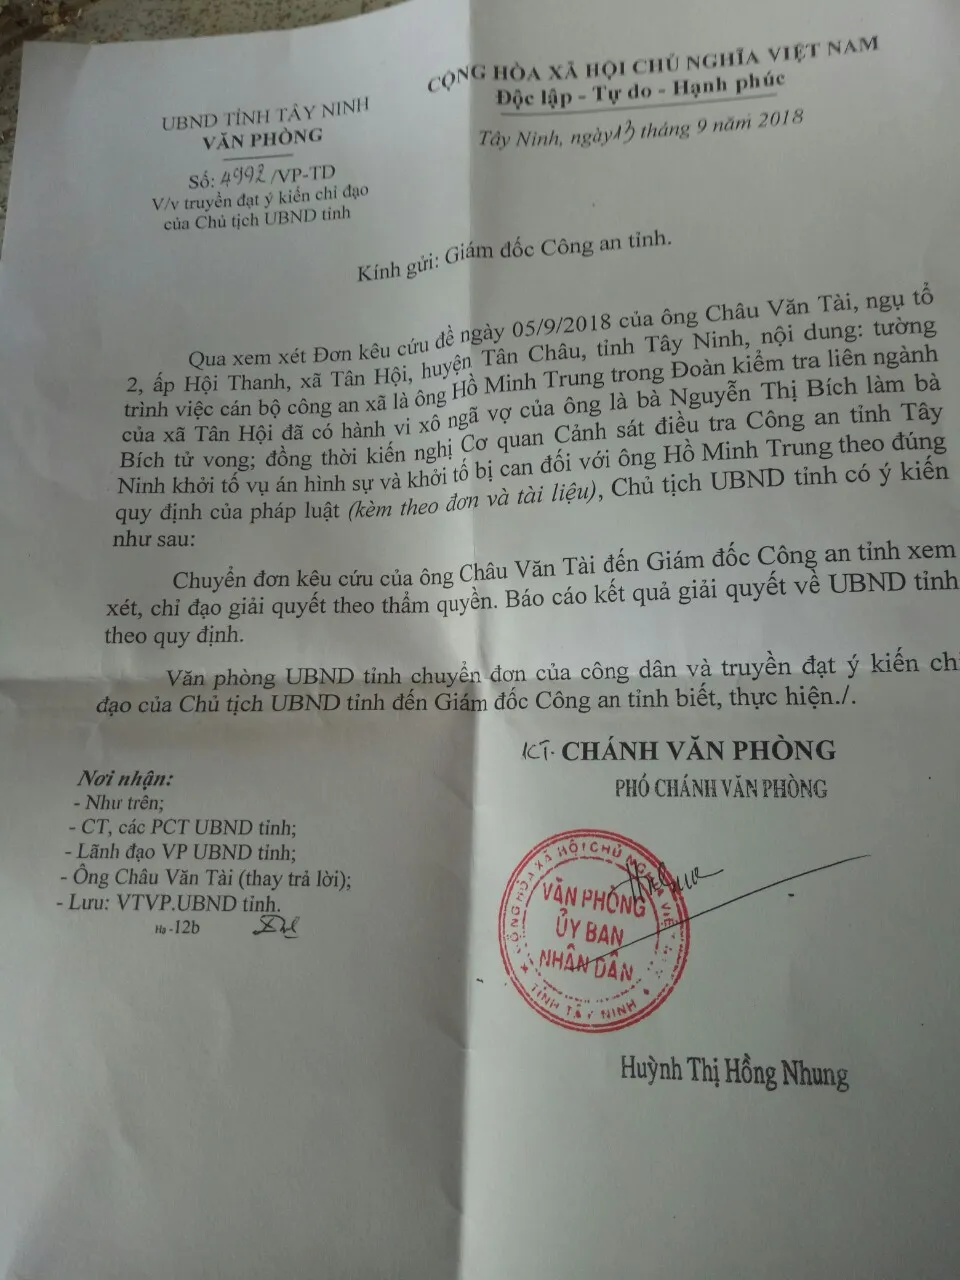 UBND TỈNH TÂY NINH
VĂN PHÒNG
Số: 4992 /VP-TD
V/v truyền đạt ý kiến chỉ đạo
của Chủ tịch UBND tỉnh
CỘNG HÒA XÃ HỘI CHỦ NGHĨA VIỆT NAM
Độc lập - Tự do - Hạnh phúc
Tây Ninh, ngày 13 tháng 9 năm 2018
Kính gửi: Giám đốc Công an tỉnh.
Qua xem xét Đơn kêu cứu đề ngày 05/9/2018 của ông Châu Văn Tài, ngụ tổ
2, ấp Hội Thanh, xã Tân Hội, huyện Tân Châu, tỉnh Tây Ninh, nội dung: tường
trình việc cán bộ công an xã là ông Hồ Minh Trung trong Đoàn kiểm tra liên ngành
của xã Tân Hội đã có hành vi xô ngã vợ của ông là bà Nguyễn Thị Bích làm bà
Bích tử vong; đồng thời kiến nghị Cơ quan Cảnh sát điều tra Công an tỉnh Tây
Ninh khởi tố vụ án hình sự và khởi tố bị can đối với ông Hồ Minh Trung theo đúng
quy định của pháp luật (kèm theo đơn và tài liệu), Chủ tịch UBND tỉnh có ý kiến
như sau:
Chuyển đơn kêu cứu của ông Châu Văn Tài đến Giám đốc Công an tỉnh xem
xét, chỉ đạo giải quyết theo thẩm quyền. Báo cáo kết quả giải quyết về UBND tỉnh
theo quy định.
Văn phòng UBND tỉnh chuyển đơn của công dân và truyền đạt ý kiến chỉ
đạo của Chủ tịch UBND tỉnh đến Giám đốc Công an tỉnh biết, thực hiện./.
KT. CHÁNH VĂN PHÒNG
PHÓ CHÁNH VĂN PHÒNG
Nơi nhận:
- Như trên;
- CT, các PCT UBND tỉnh;
- Lãnh đạo VP UBND tỉnh;
- Ông Châu Văn Tài (thay trả lời);
- Lưu: VTVP.UBND tỉnh.
Hạ -12b
CỘNG HÒA XÃ HỘI CHỦ NGHĨA VIỆT
VĂN PHÒNG
ỦY BAN
NHÂN DÂN
TỈNH TÂY NINH
Huỳnh Thị Hồng Nhung